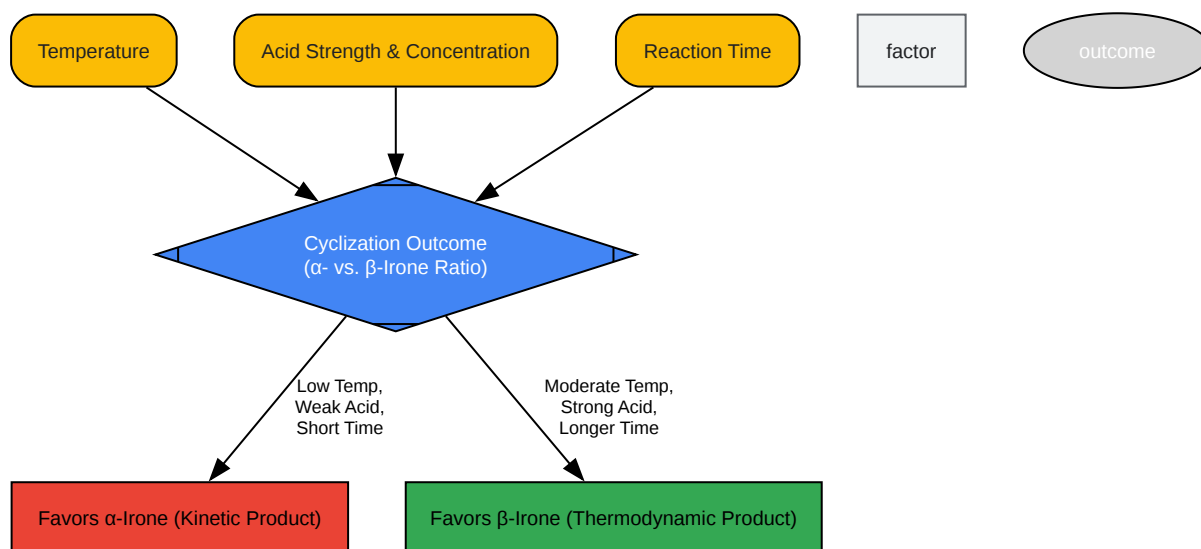 Temperature
Acid Strength & Concentration
Reaction Time
factor
outcome
Cyclization Outcome
(α- vs. β-Irone Ratio)
Low Temp,
Weak Acid,
Short Time
Moderate Temp,
Strong Acid,
Longer Time
Favors α-Irone (Kinetic Product)
Favors β-Irone (Thermodynamic Product)